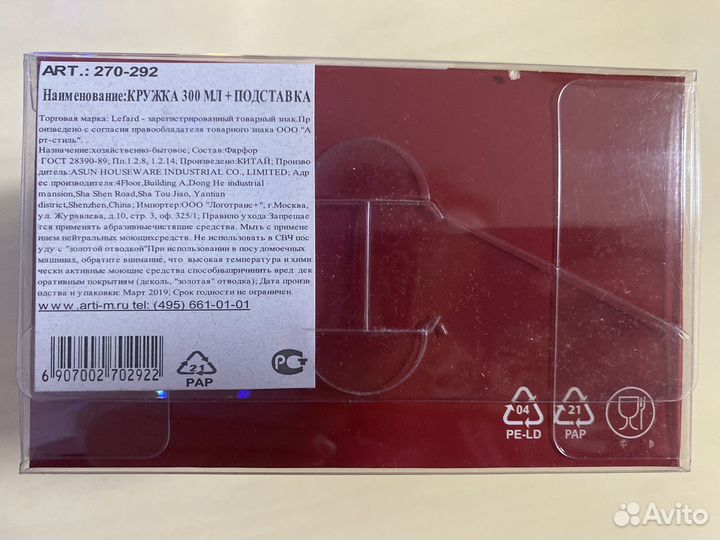 ART.: 270-292
Наименование:КРУЖКА 300 МЛ + ПОДСТАВКА
Торговая марка: Lefard - зарегистрированный товарный знак.Пр
оизведено с согласия правообладателя товарного знака ООО "А
рт-стиль".
Назначение:хозяйственно-бытовое; Состав:Фарфор
ГОСТ 28390-89; Пп.1.2.8, 1.2.14; Произведено:КИТАЙ; Произво
дитель:ASUN HOUSEWARE INDUSTRIAL CO., LIMITED; Адр
ес производителя:4Floor,Building A,Dong He industrial
mansion,Sha Shen Road,Sha Tou Jiao, Yantian
district,Shenzhen,China; Импортер:ООО "Логотранс+", г.Москва,
ул. Журавлева, д.10, стр. 3, оф. 325/1; Правило ухода:Запрещае
тся применять абразивные чистящие средства. Мыть с примене
нием нейтральных моющих средств. Не использовать в СВЧ пос
уду с "золотой отводкой"При использовании в посудомоечных
машинах, обратите внимание, что высокая температура и хими
чески активные моющие средства способны причинить вред дек
оративным покрытиям (деколь, "золотая" отводка); Дата произв
одства и упаковки: Март 2019; Срок годности не ограничен.
www.arti-m.ru tel: (495) 661-01-01
6 907002 702922
21
PAP
РСТ
04
PE-LD
21
PAP
Avito